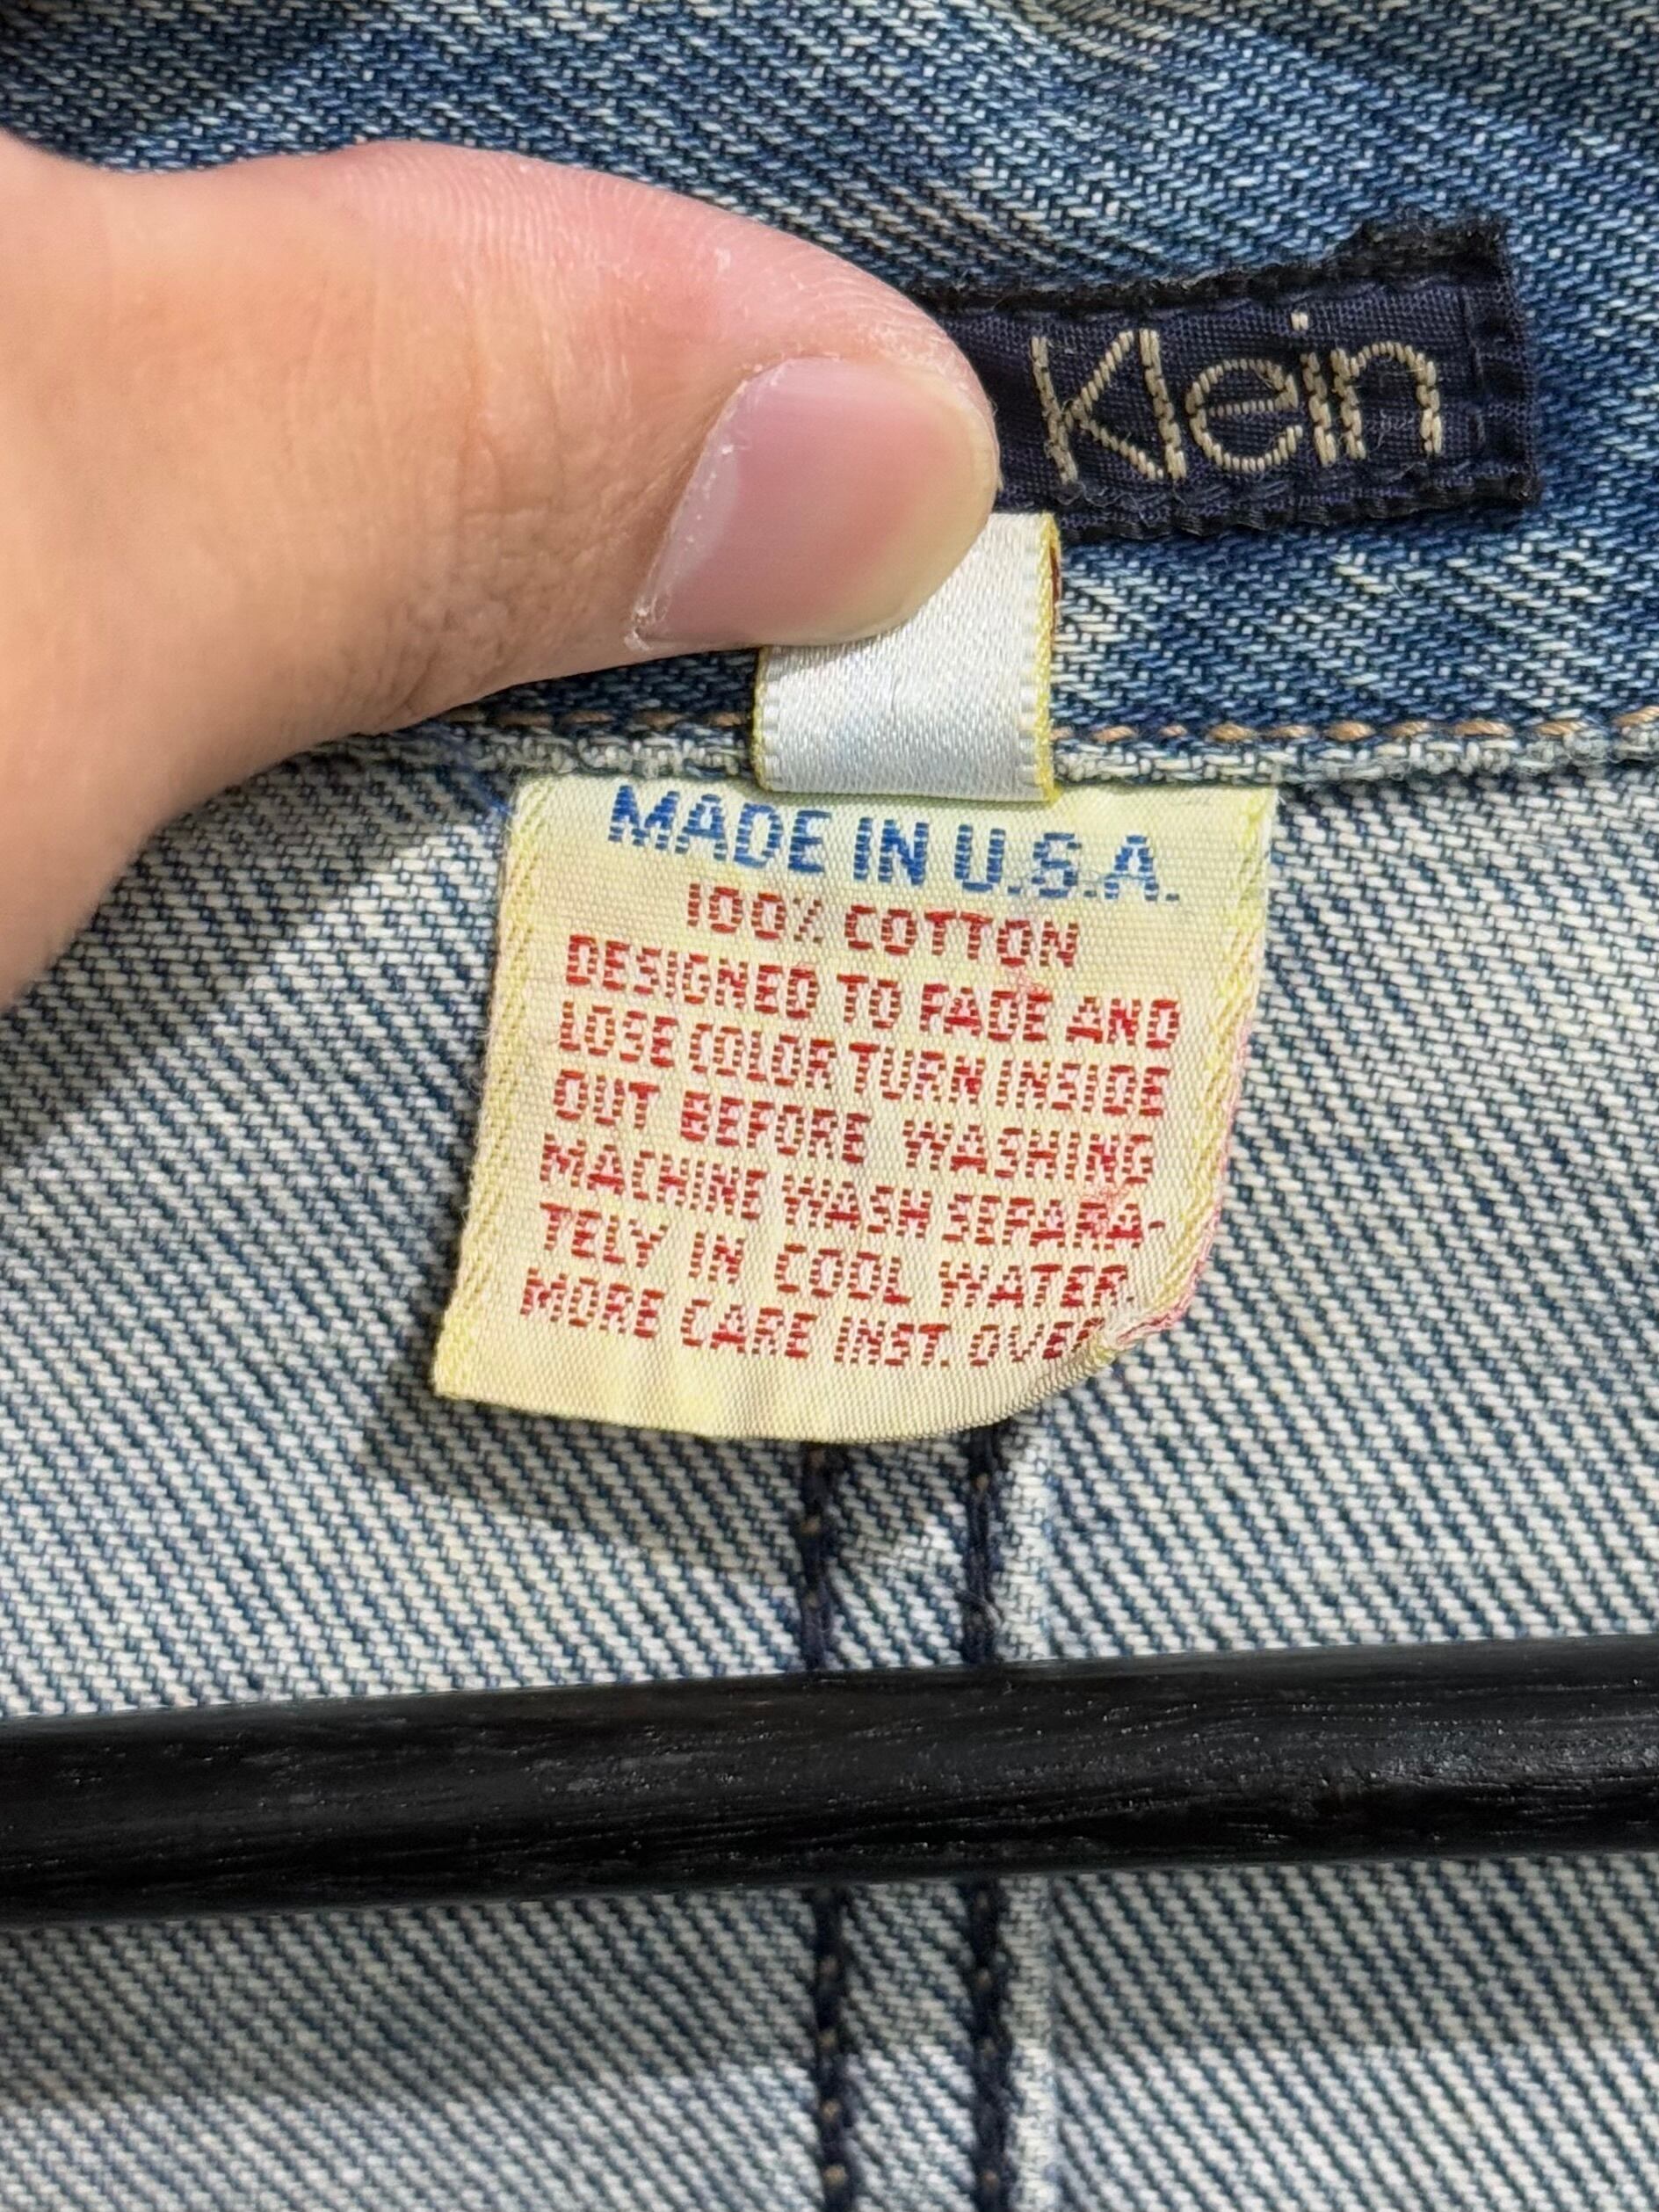 Klein
MADE IN U.S.A.
100% COTTON
DESIGNED TO FADE AND
LOSE COLOR TURN INSIDE
OUT BEFORE WASHING
MACHINE WASH SEPARA-
TELY IN COOL WATER.
MORE CARE INST. OVER